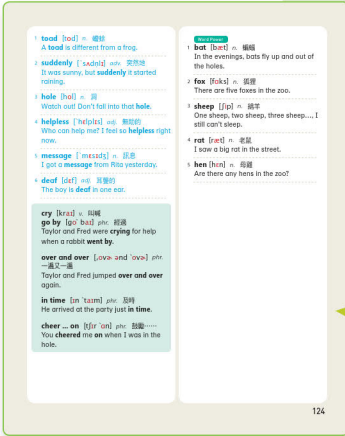 1 toad [tod] n. 蟾蜍
A toad is different from a frog.
2 suddenly [ˋsʌdnlɪ] adv. 突然地
It was sunny, but suddenly it started
raining.
3 hole [hol] n. 洞
Watch out! Don't fall into that hole.
4 helpless [ˋhɛlplɪs] adj. 無助的
Who can help me? I feel so helpless right
now.
5 message [ˋmɛsɪdʒ] n. 訊息
I got a message from Rita yesterday.
6 deaf [dɛf] adj. 耳聾的
The boy is deaf in one ear.
cry [kraɪ] v. 叫喊
go by [go ˋbaɪ] phr. 經過
Taylor and Fred were crying for help
when a rabbit went by.
over and over [ˏovɚ ənd ˋovɚ] phr.
一遍又一遍
Taylor and Fred jumped over and over
again.
in time [ɪn ˋtaɪm] phr. 及時
He arrived at the party just in time.
cheer ... on [tʃɪr ˋɑn] phr. 鼓勵……
You cheered me on when I was in the
hole.
Word Power
1 bat [bæt] n. 蝙蝠
In the evenings, bats fly up and out of
the holes.
2 fox [fɑks] n. 狐狸
There are five foxes in the zoo.
3 sheep [ʃip] n. 綿羊
One sheep, two sheep, three sheep..., I
still can't sleep.
4 rat [ræt] n. 老鼠
I saw a big rat in the street.
5 hen [hɛn] n. 母雞
Are there any hens in the zoo?
124